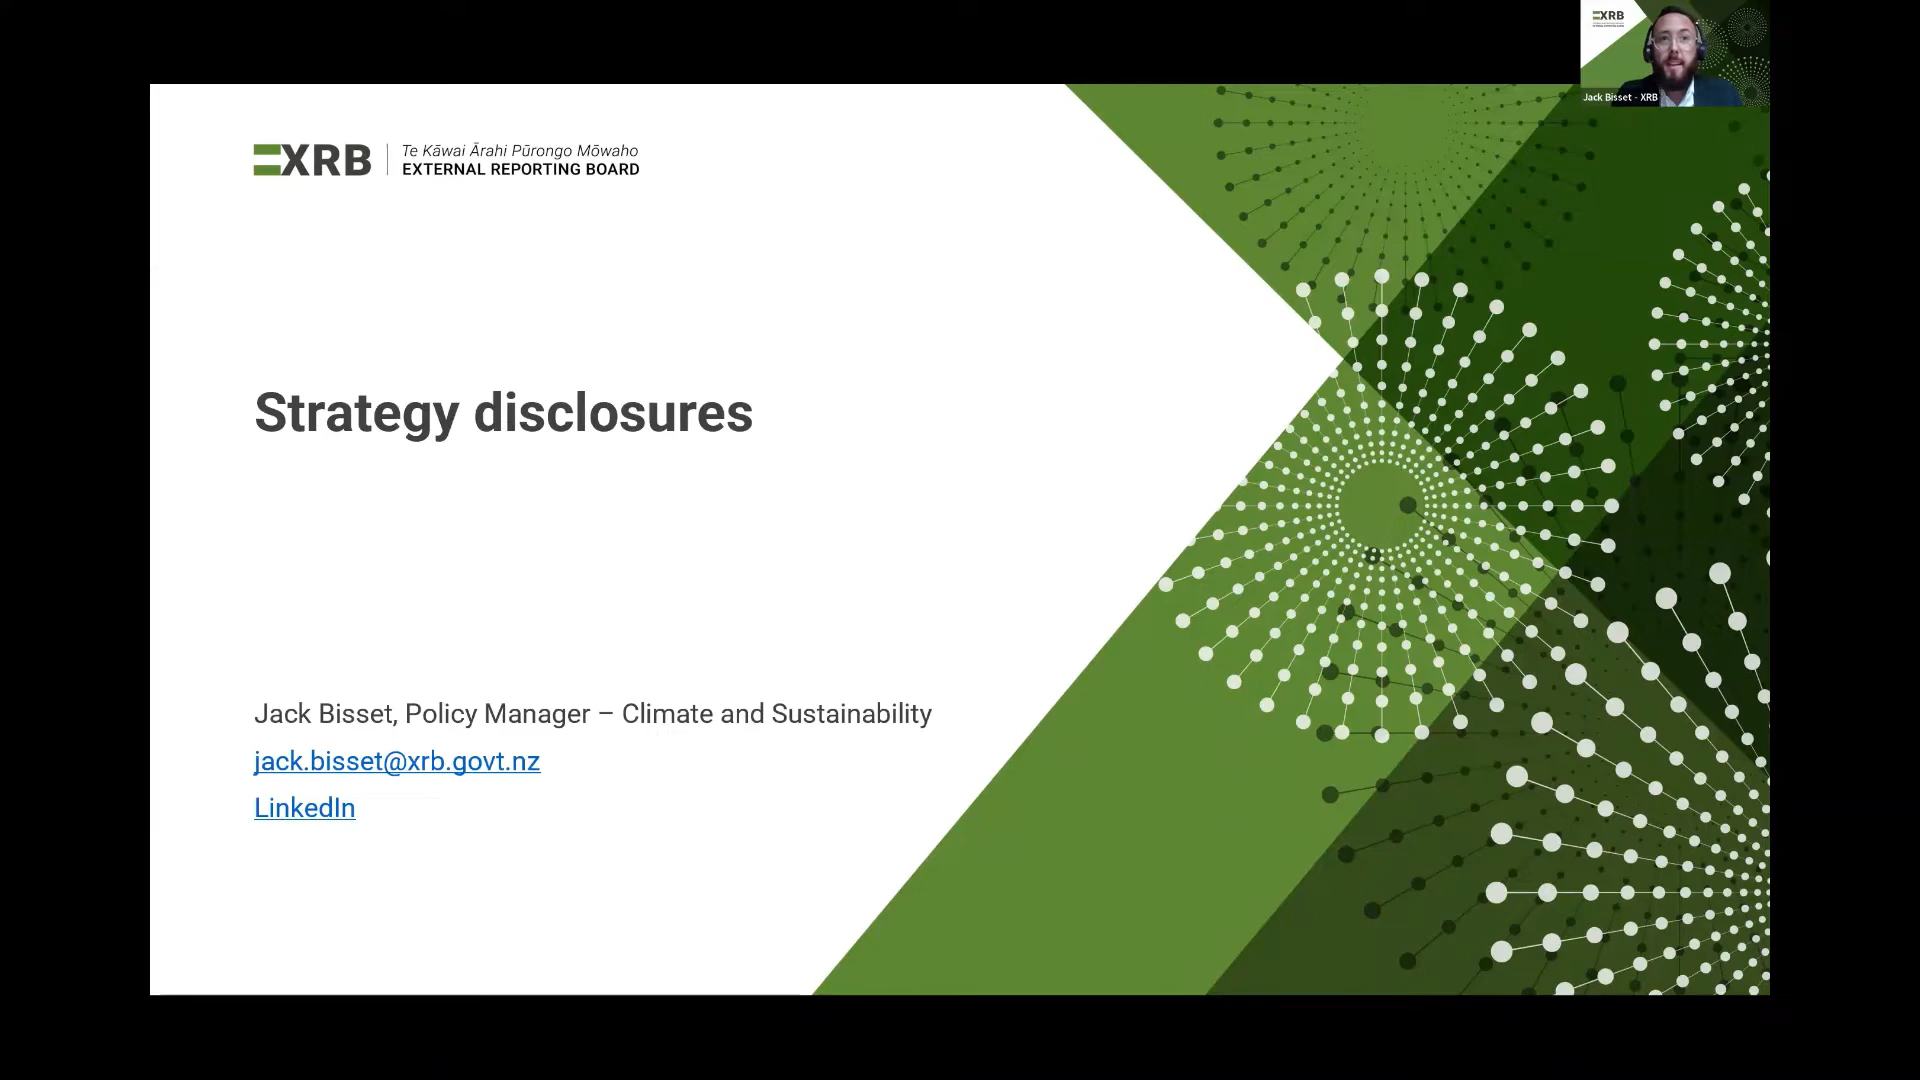 XRB
Te Kāwai Ārahi Pūrongo Mōwaho
EXTERNAL REPORTING BOARD
Strategy disclosures
Jack Bisset, Policy Manager – Climate and Sustainability
jack.bisset@xrb.govt.nz
LinkedIn
XRB
Jack Bisset - XRB